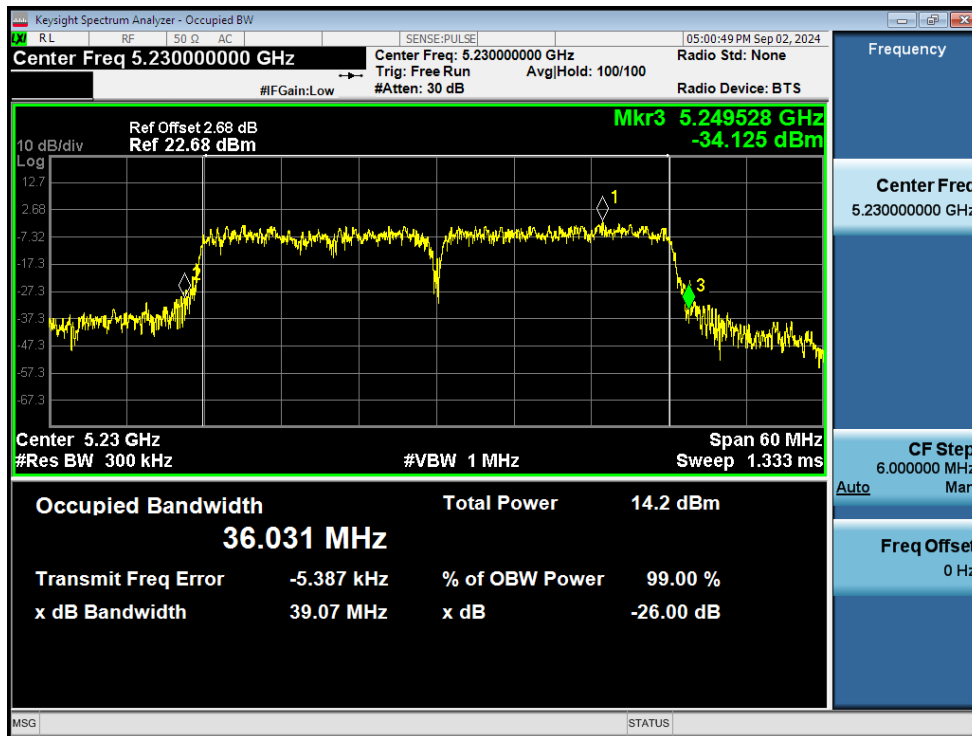 Keysight Spectrum Analyzer - Occupied BW
LXI RL RF 50 Ω AC SENSE:PULSE 05:00:49 PM Sep 02, 2024
Center Freq 5.230000000 GHz
Center Freq: 5.230000000 GHz
Radio Std: None
Trig: Free Run Avg|Hold: 100/100
#IFGain:Low #Atten: 30 dB Radio Device: BTS
Frequency
Mkr3 5.249528 GHz
-34.125 dBm
Ref Offset 2.68 dB
10 dB/div Ref 22.68 dBm
Log
12.7
2.68
-7.32
-17.3
-27.3
-37.3
-47.3
-57.3
-67.3
1
2
3
Center 5.23 GHz Span 60 MHz
#Res BW 300 kHz #VBW 1 MHz Sweep 1.333 ms
Occupied Bandwidth Total Power 14.2 dBm
36.031 MHz
Transmit Freq Error -5.387 kHz % of OBW Power 99.00 %
x dB Bandwidth 39.07 MHz x dB -26.00 dB
Center Freq
5.230000000 GHz
CF Step
6.000000 MHz
Auto Man
Freq Offset
0 Hz
MSG STATUS